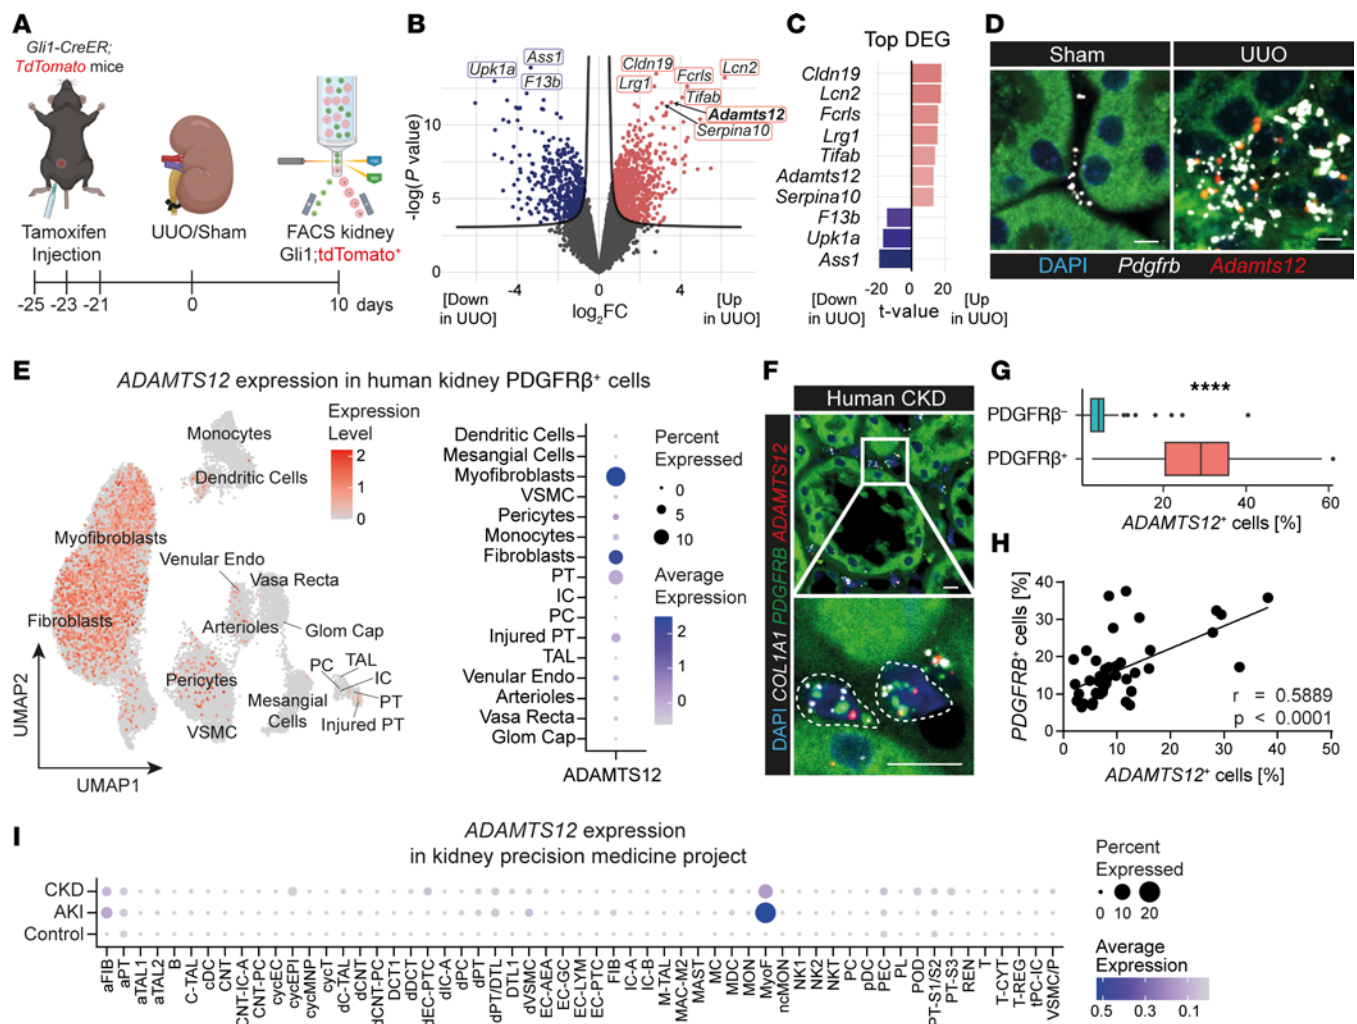 A
Gli1-CreER;
TdTomato mice
Tamoxifen
Injection
UUO/Sham
FACS kidney
Gli1;tdTomato⁺
-25 -23 -21 0 10 days
B
-log(P value)
10
5
0
Upk1a
Ass1
F13b
Cldn19
Lrg1
Fcrls
Lcn2
Tifab
Adamts12
Serpina10
-4 0 4
[Down
in UUO]
log₂FC
[Up
in UUO]
C
Top DEG
Cldn19
Lcn2
Fcrls
Lrg1
Tifab
Adamts12
Serpina10
F13b
Upk1a
Ass1
-20 0 20
[Down
in UUO]
t-value
[Up
in UUO]
D
Sham
UUO
DAPI Pdgfrb Adamts12
E
ADAMTS12 expression in human kidney PDGFRβ⁺ cells
Expression
Level
2
1
0
Monocytes
Dendritic Cells
Myofibroblasts
Venular Endo
Vasa Recta
Fibroblasts
Arterioles
Glom Cap
Pericytes
PC
TAL
IC
PT
Mesangial
Cells
Injured PT
VSMC
UMAP2
UMAP1
Dendritic Cells
Mesangial Cells
Myofibroblasts
VSMC
Pericytes
Monocytes
Fibroblasts
PT
IC
PC
Injured PT
TAL
Venular Endo
Arterioles
Vasa Recta
Glom Cap
ADAMTS12
Percent
Expressed
0
5
10
Average
Expression
2
1
0
F
Human CKD
DAPI COL1A1 PDGFRB ADAMTS12
G
PDGFRβ⁻
PDGFRβ⁺
****
20 40 60
ADAMTS12⁺ cells [%]
H
PDGFRB⁺ cells [%]
40
30
20
10
0
r = 0.5889
p < 0.0001
0 10 20 30 40 50
ADAMTS12⁺ cells [%]
I
ADAMTS12 expression
in kidney precision medicine project
CKD
AKI
Control
aFIB
aPT
aTAL1
aTAL2
B
C-TAL
cDC
CNT
CNT-IC-A
CNT-PC
cycEC
cycEPI
cycMNP
cycT
dC-TAL
dCNT
dCNT-PC
DCT1
dDCT
dEC-PTC
dIC-A
dPC
dPT
dPT/DTL
DTL1
dVSMC
EC-AEA
EC-GC
EC-LYM
EC-PTC
FIB
IC-A
IC-B
M-TAL
MAC-M2
MAST
MC
MDC
MON
MyoF
ncMON
NK1
NK2
NKT
PC
pDC
PEC
PL
POD
PT-S1/S2
PT-S3
REN
T
T-CYT
T-REG
tPC-IC
VSMC/P
Percent
Expressed
0 10 20
Average
Expression
0.5 0.3 0.1